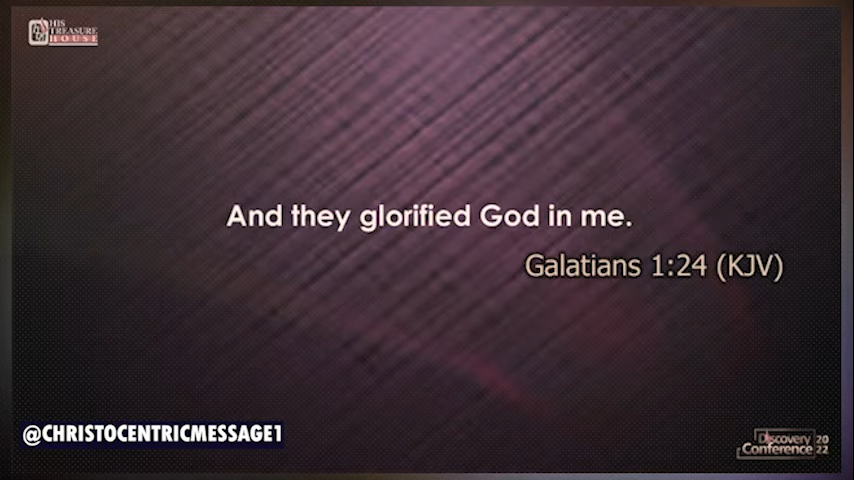 HIS
TREASURE
HOUSE
And they glorified God in me.
Galatians 1:24 (KJV)
@CHRISTOCENTRICMESSAGE1
Discovery
Conference
20
22